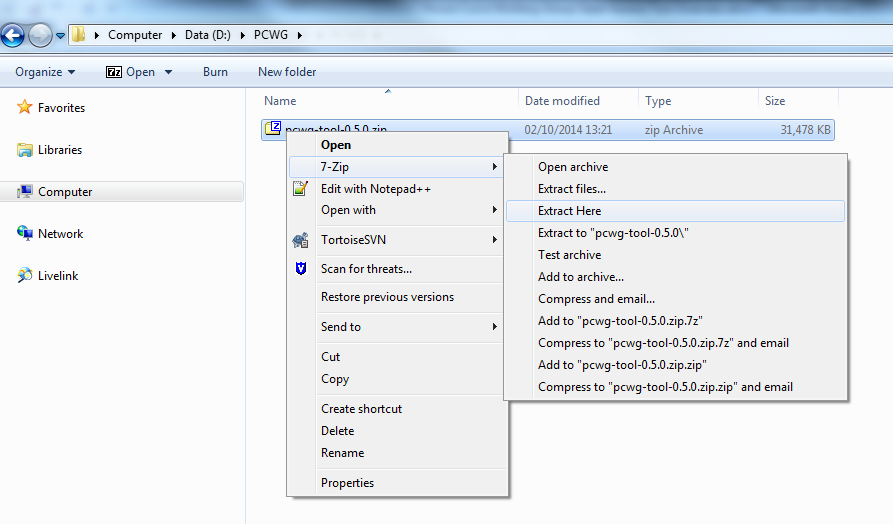 Computer ▸ Data (D:) ▸ PCWG ▸
Organize Open Burn New folder
Name Date modified Type Size
Favorites
Libraries
Computer
Network
Livelink
pcwg-tool-0.5.0.zip 02/10/2014 13:21 zip Archive 31,478 KB
Open
7-Zip
Edit with Notepad++
Open with
TortoiseSVN
Scan for threats...
Restore previous versions
Send to
Cut
Copy
Create shortcut
Delete
Rename
Properties
Open archive
Extract files...
Extract Here
Extract to "pcwg-tool-0.5.0\"
Test archive
Add to archive...
Compress and email...
Add to "pcwg-tool-0.5.0.zip.7z"
Compress to "pcwg-tool-0.5.0.zip.7z" and email
Add to "pcwg-tool-0.5.0.zip.zip"
Compress to "pcwg-tool-0.5.0.zip.zip" and email